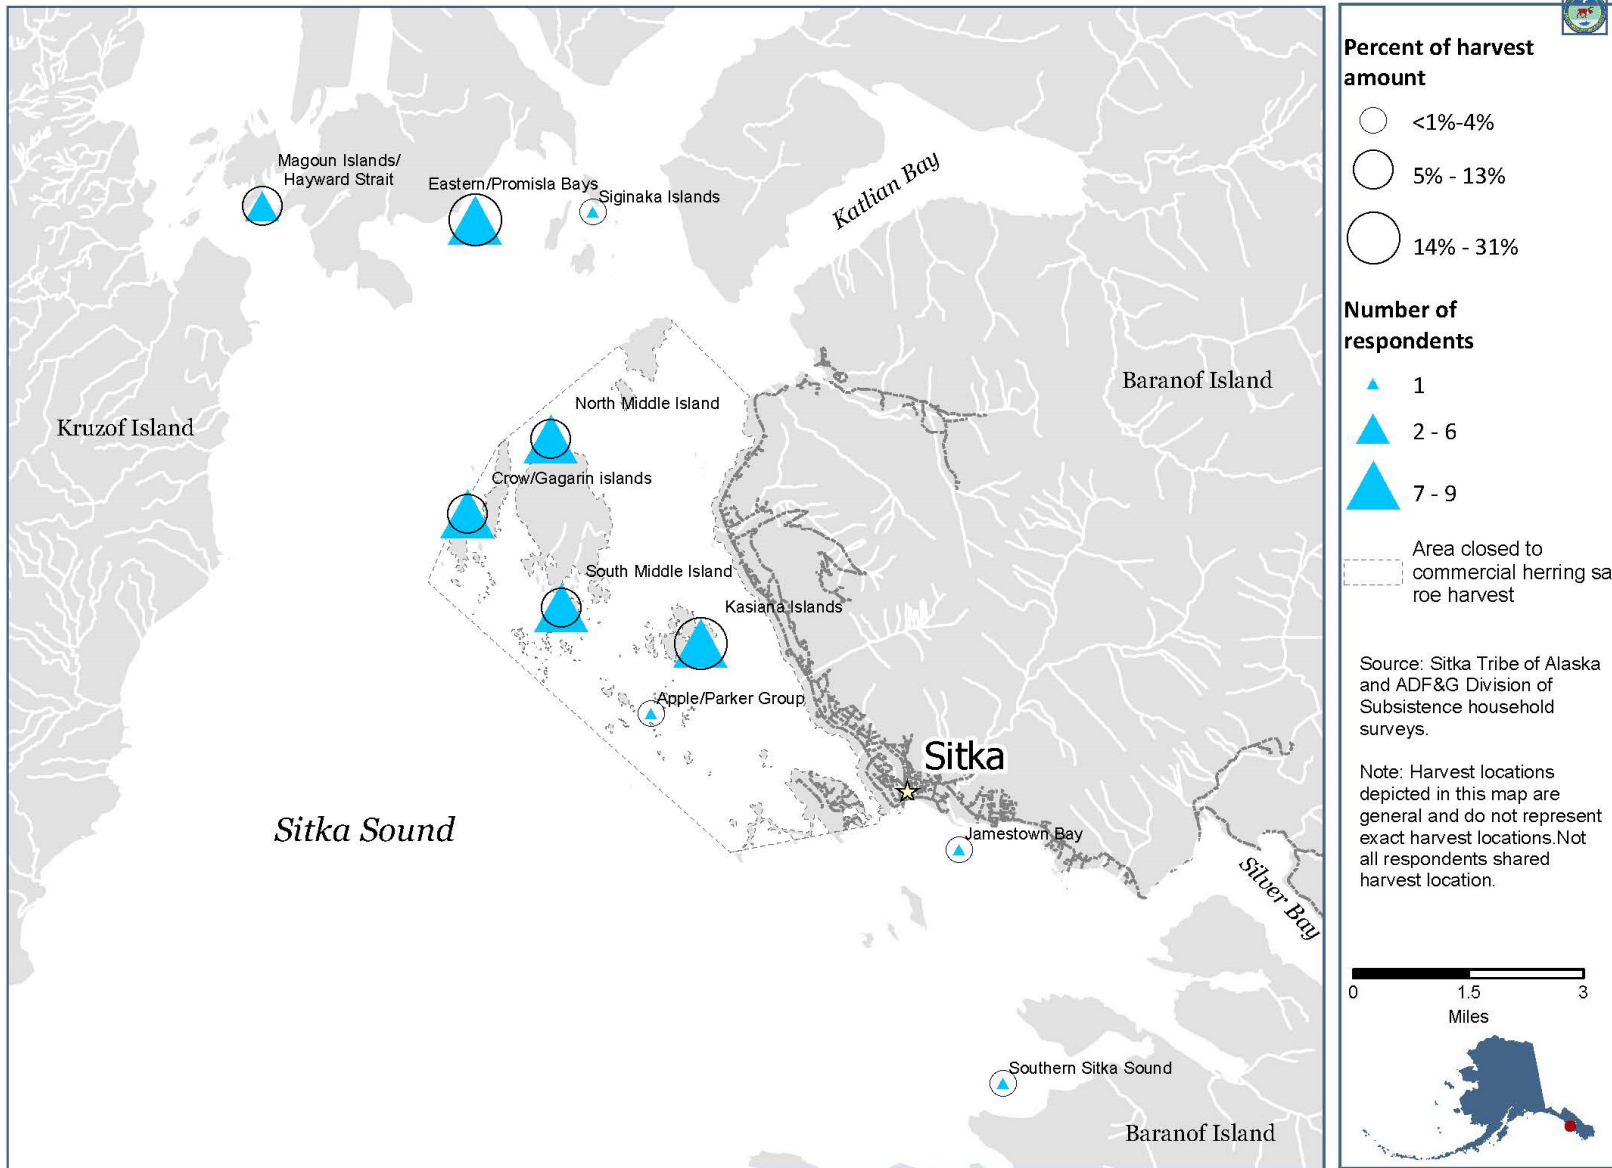 Magoun Islands/
Hayward Strait
Eastern/Promisla Bays
Siginaka Islands
Katlian Bay
Baranof Island
Kruzof Island
North Middle Island
Crow/Gagarin islands
South Middle Island
Kasiana Islands
Apple/Parker Group
Sitka
Sitka Sound
Jamestown Bay
Silver Bay
Southern Sitka Sound
Baranof Island
Percent of harvest
amount
<1%-4%
5% - 13%
14% - 31%
Number of
respondents
1
2 - 6
7 - 9
Area closed to
commercial herring sa
roe harvest
Source: Sitka Tribe of Alaska
and ADF&G Division of
Subsistence household
surveys.
Note: Harvest locations
depicted in this map are
general and do not represent
exact harvest locations.Not
all respondents shared
harvest location.
0 1.5 3
Miles